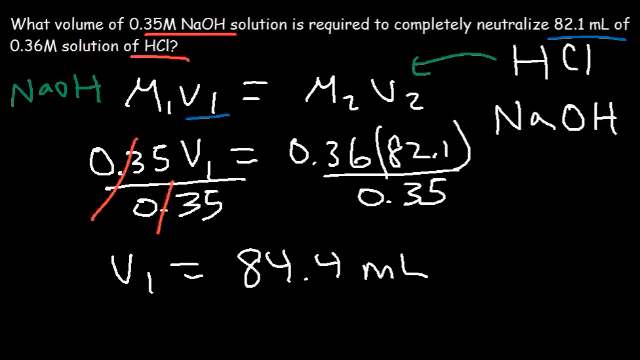 What volume of 0.35M NaOH solution is required to completely neutralize 82.1 mL of
0.36M solution of HCl?
HCl
NaOH M₁V₁ = M₂V₂
NaOH
0.35V₁ = 0.36(82.1)
0.35 0.35
V₁ = 84.4 mL